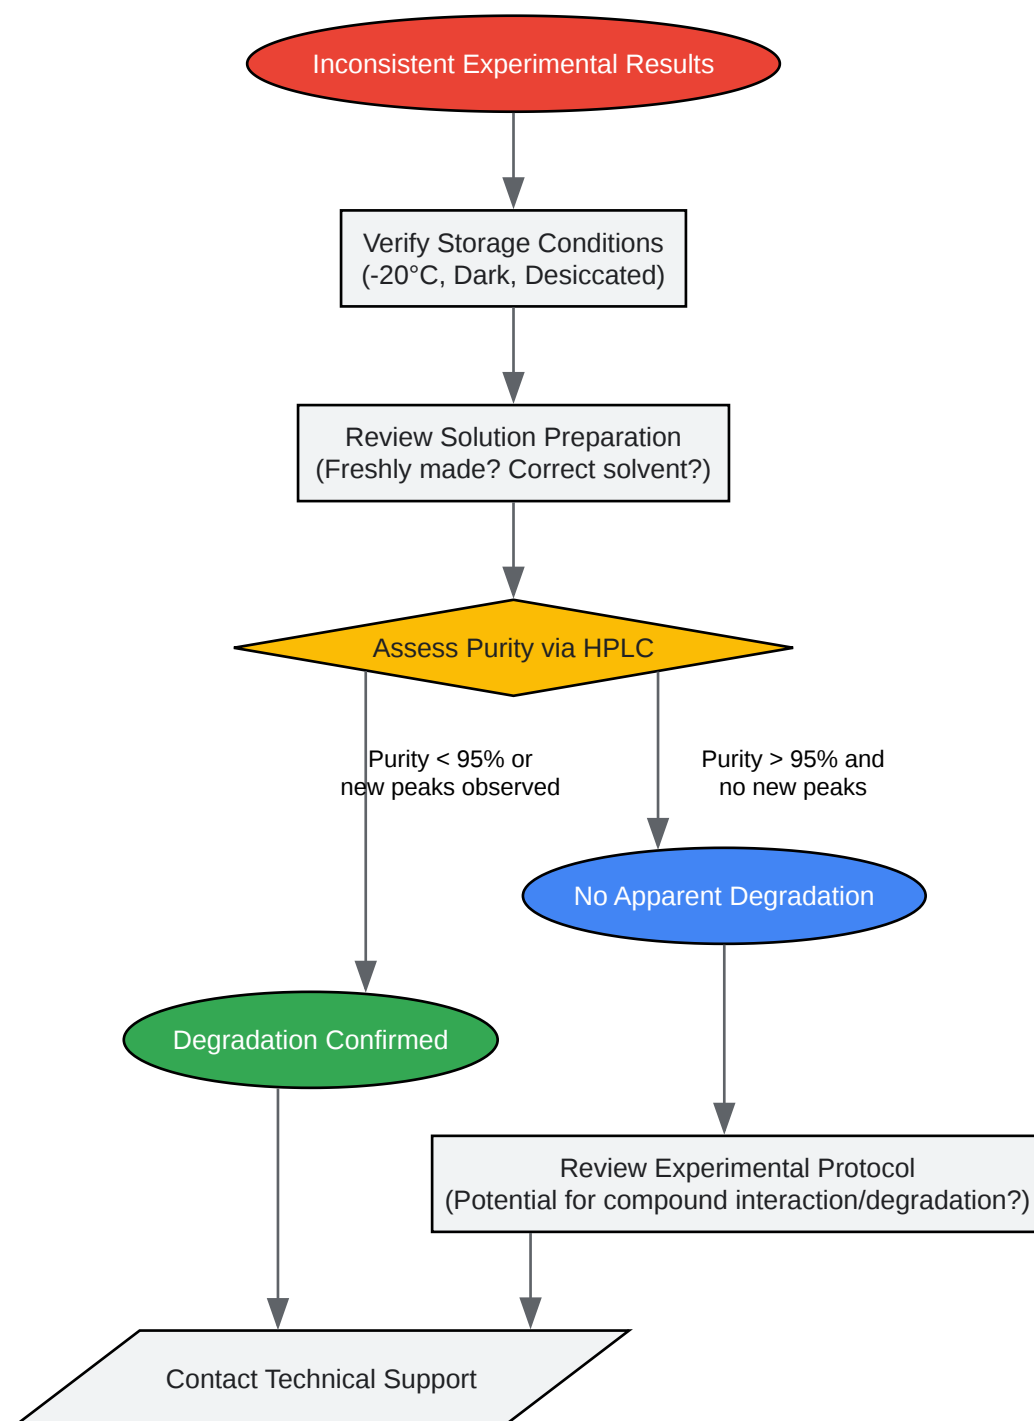 Inconsistent Experimental Results
Verify Storage Conditions
(-20°C, Dark, Desiccated)
Review Solution Preparation
(Freshly made? Correct solvent?)
Assess Purity via HPLC
Purity < 95% or
new peaks observed
Purity > 95% and
no new peaks
No Apparent Degradation
Degradation Confirmed
Review Experimental Protocol
(Potential for compound interaction/degradation?)
Contact Technical Support